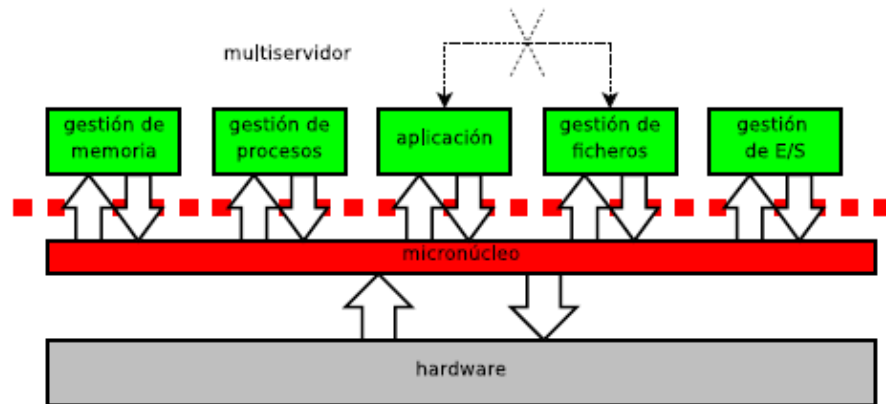 multiservidor
gestión de
memoria
gestión de
procesos
aplicación
gestión de
ficheros
gestión
de E/S
micronúcleo
hardware